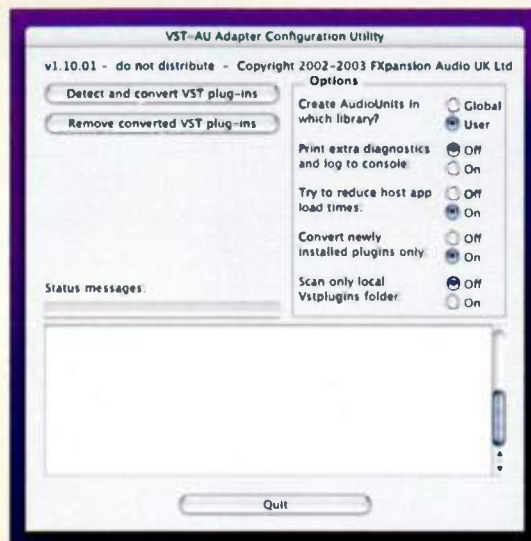 VST-AU Adapter Configuration Utility
v1.10.01 - do not distribute - Copyright 2002-2003 FXpansion Audio UK Ltd
Detect and convert VST plug-ins
Remove converted VST plug-ins
Options
Create AudioUnits in
which library?
Global
User
Print extra diagnostics
and log to console:
Off
On
Try to reduce host app
load times:
Off
On
Convert newly
installed plugins only
Off
On
Scan only local
Vstplugins folder:
Off
On
Status messages:
Quit